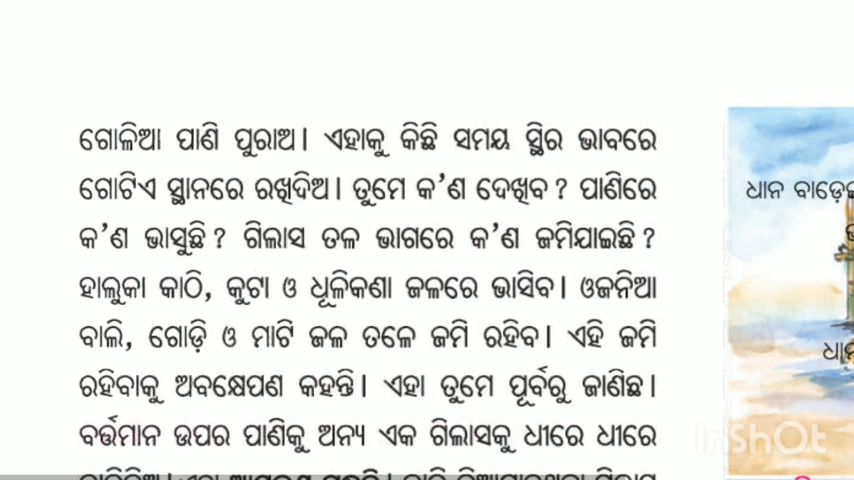 ଗୋଳିଆ ପାଣି ପୁରାଅ। ଏହାକୁ କିଛି ସମୟ ସ୍ଥିର ଭାବରେ
ଗୋଟିଏ ସ୍ଥାନରେ ରଖିଦିଅ। ତୁମେ କ'ଣ ଦେଖିବ ? ପାଣିରେ
ଧାନ ବାଡ଼େଇ
କ'ଣ ଭାସୁଛି ? ଗିଲାସ ତଳ ଭାଗରେ କ'ଣ ଜମିଯାଇଛି ?
ହାଲୁକା କାଠି, କୁଟା ଓ ଧୂଳିକଣା ଜଳରେ ଭାସିବ। ଓଜନିଆ
ବାଲି, ଗୋଡ଼ି ଓ ମାଟି ଜଳ ତଳେ ଜମି ରହିବ। ଏହି ଜମି
ରହିବାକୁ ଅବକ୍ଷେପଣ କହନ୍ତି। ଏହା ତୁମେ ପୂର୍ବରୁ ଜାଣିଛ।
ବର୍ତ୍ତମାନ ଉପର ପାଣିକୁ ଅନ୍ୟ ଏକ ଗିଲାସକୁ ଧୀରେ ଧୀରେ
InShOt